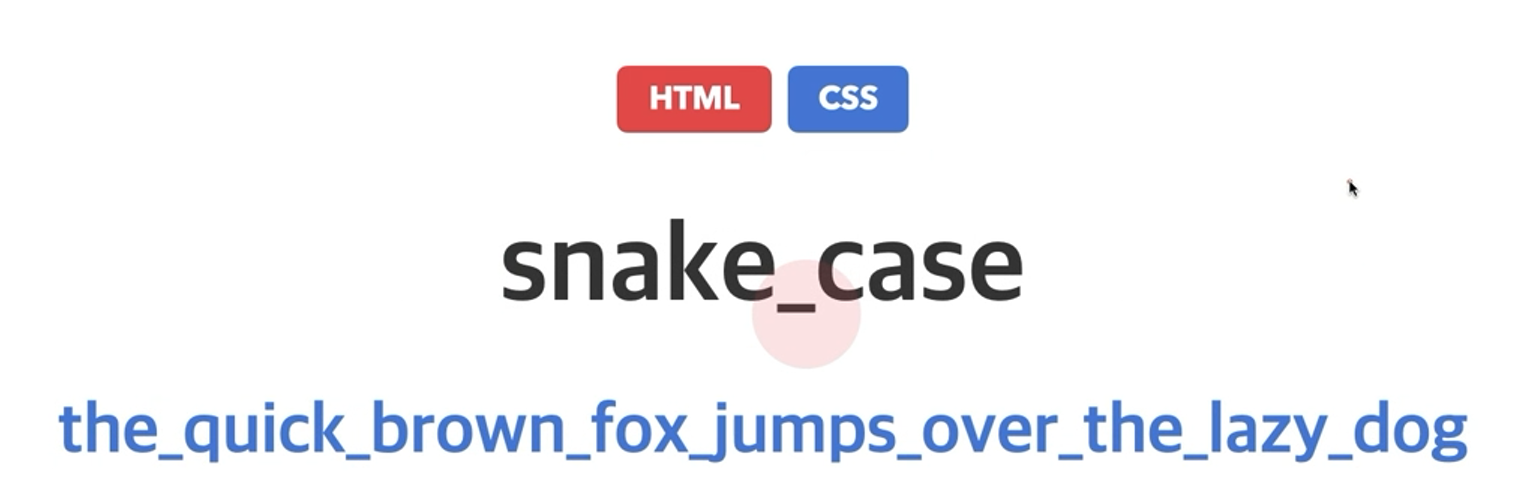 HTML CSS
snake_case
the_quick_brown_fox_jumps_over_the_lazy_dog